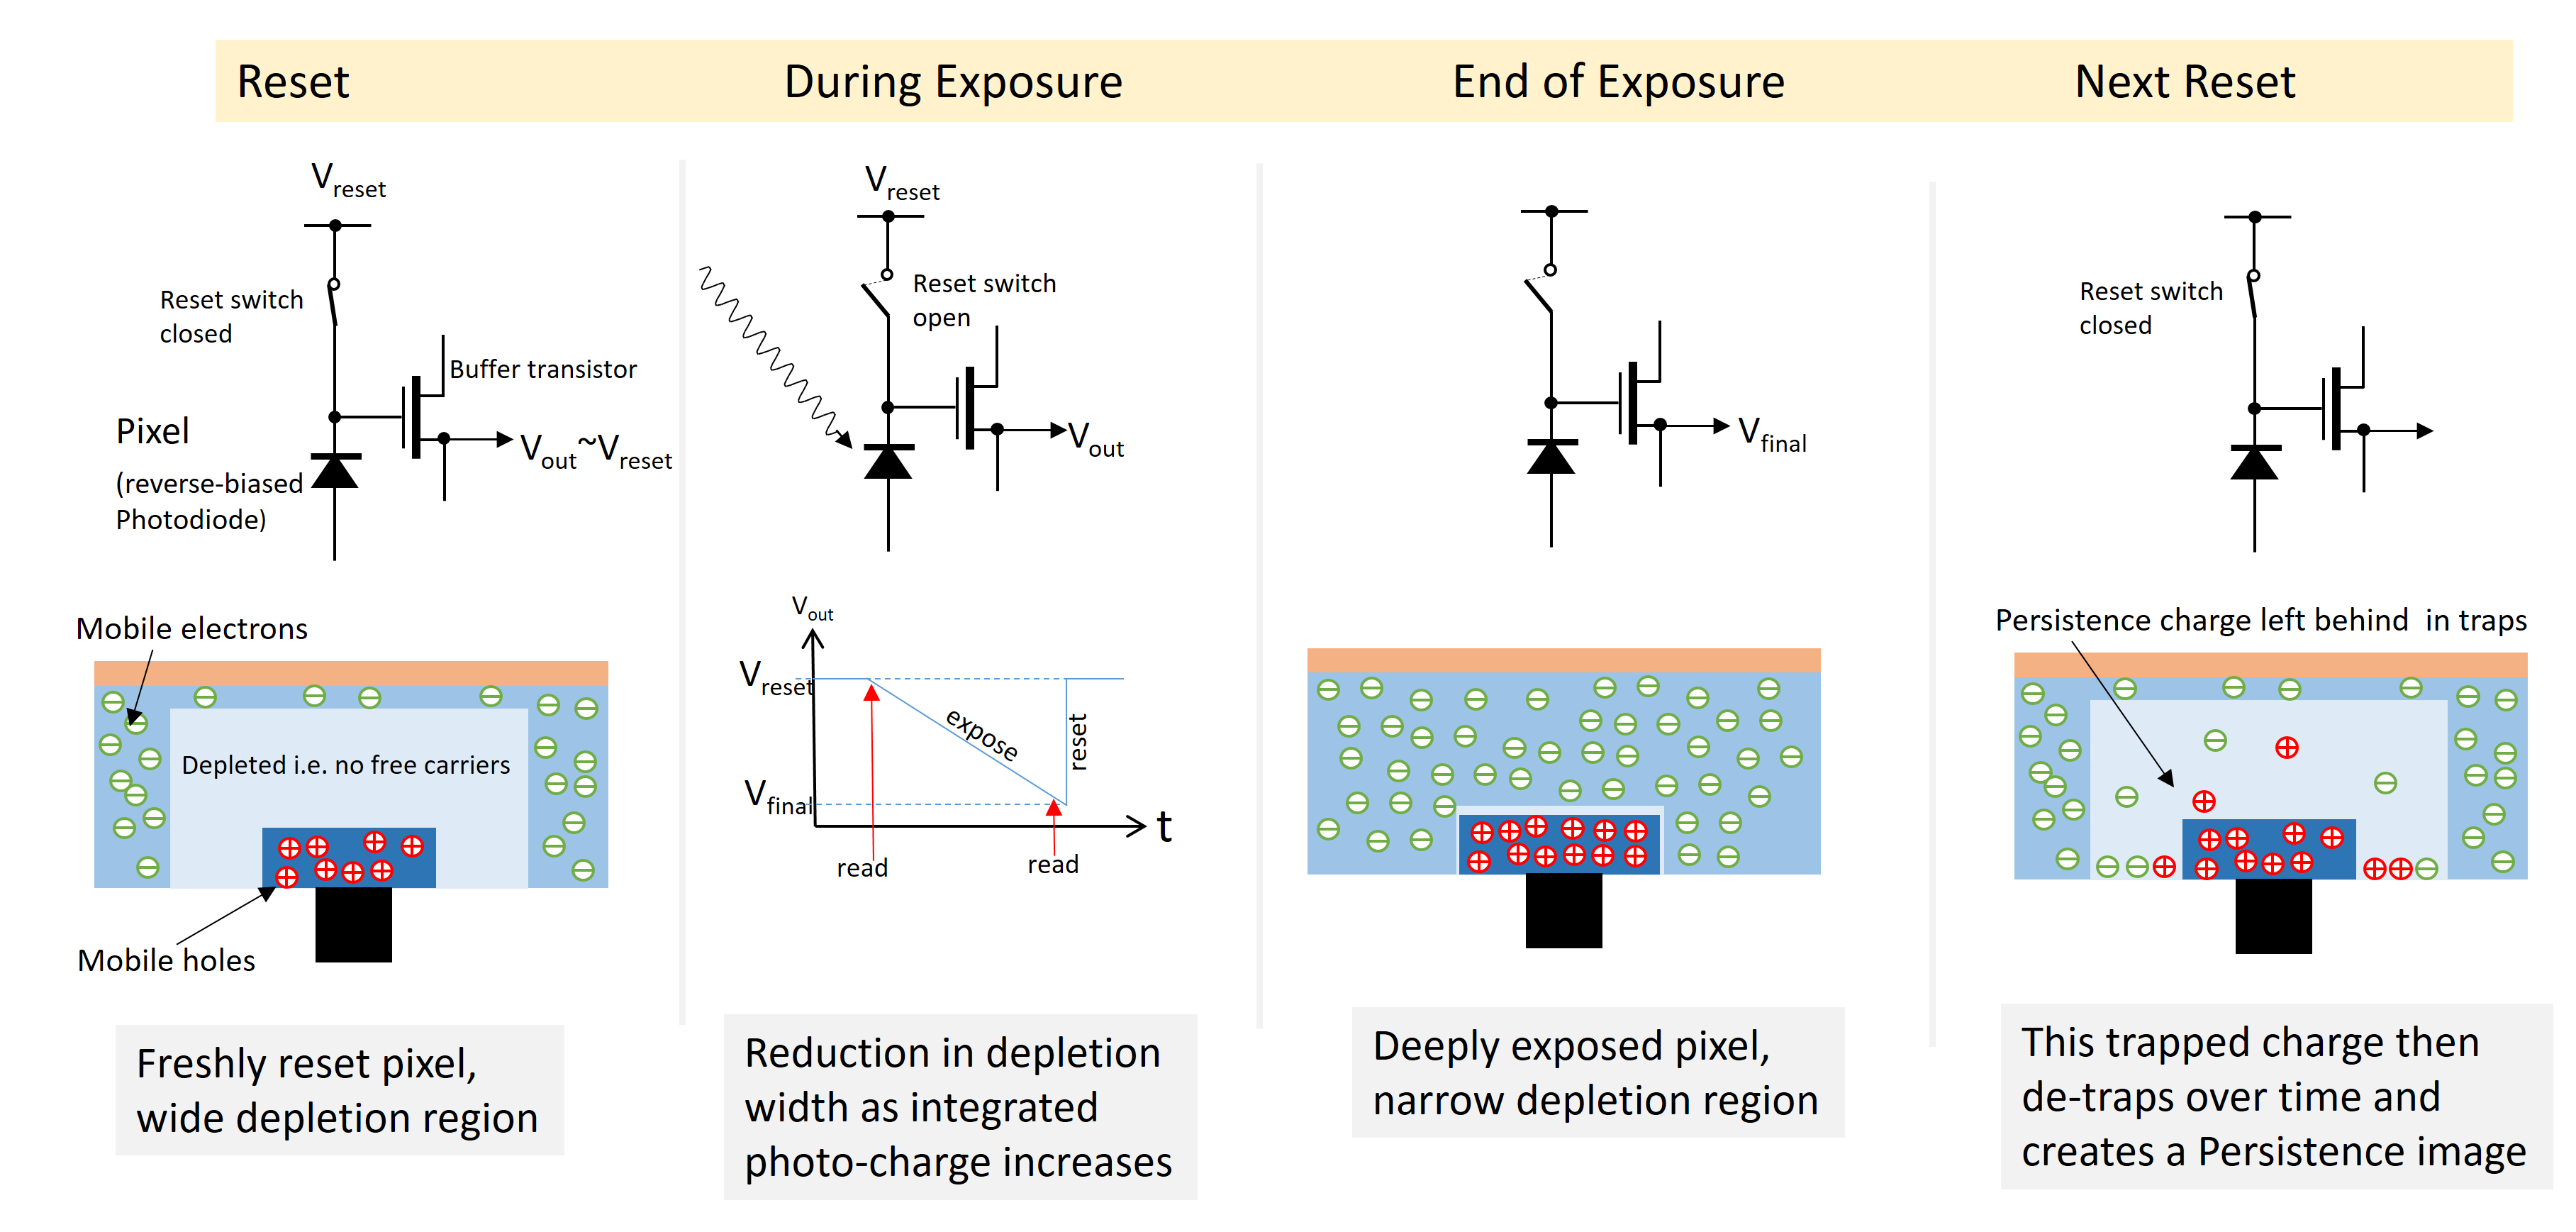 Reset
During Exposure
End of Exposure
Next Reset
Vreset
Reset switch
closed
Buffer transistor
Pixel
(reverse-biased
Photodiode)
Vout~Vreset
Mobile electrons
Depleted i.e. no free carriers
Mobile holes
Freshly reset pixel,
wide depletion region
Vreset
Reset switch
open
Vout
Vout
Vreset
Vfinal
expose
reset
t
read
read
Reduction in depletion
width as integrated
photo-charge increases
Vfinal
Deeply exposed pixel,
narrow depletion region
Reset switch
closed
Persistence charge left behind in traps
This trapped charge then
de-traps over time and
creates a Persistence image